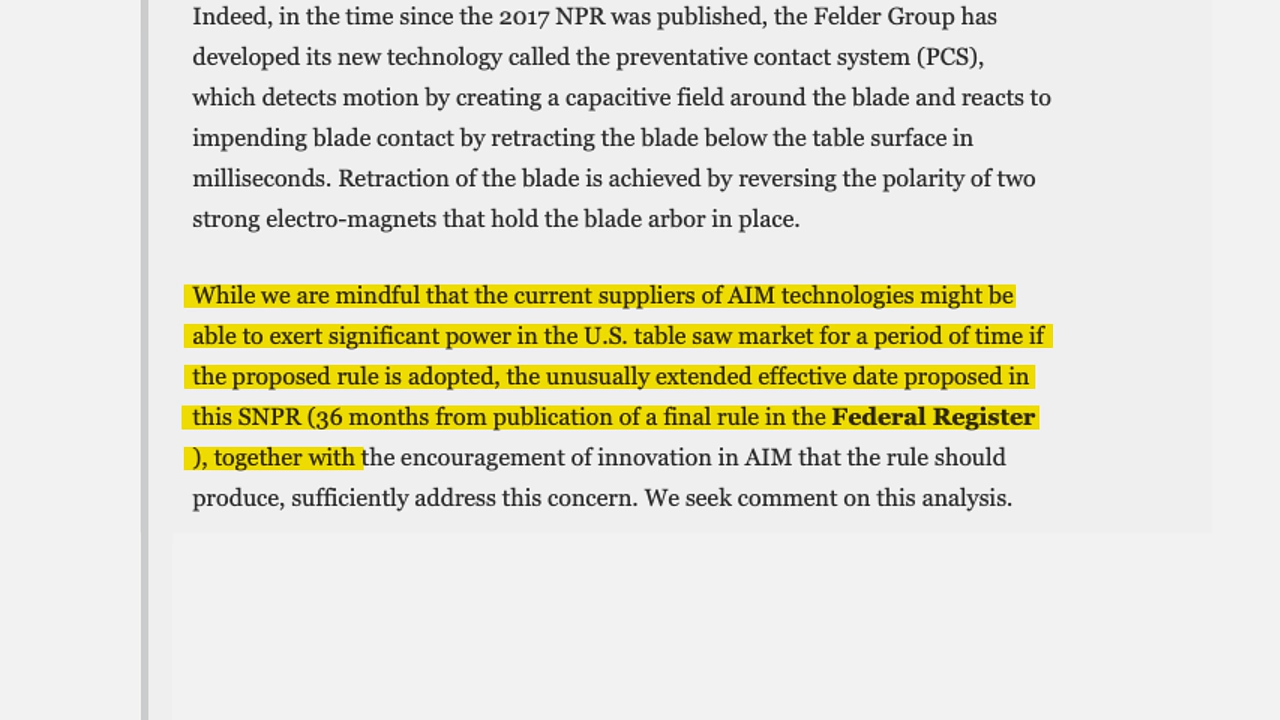 Indeed, in the time since the 2017 NPR was published, the Felder Group has
developed its new technology called the preventative contact system (PCS),
which detects motion by creating a capacitive field around the blade and reacts to
impending blade contact by retracting the blade below the table surface in
milliseconds. Retraction of the blade is achieved by reversing the polarity of two
strong electro-magnets that hold the blade arbor in place.
While we are mindful that the current suppliers of AIM technologies might be
able to exert significant power in the U.S. table saw market for a period of time if
the proposed rule is adopted, the unusually extended effective date proposed in
this SNPR (36 months from publication of a final rule in the Federal Register
), together with the encouragement of innovation in AIM that the rule should
produce, sufficiently address this concern. We seek comment on this analysis.